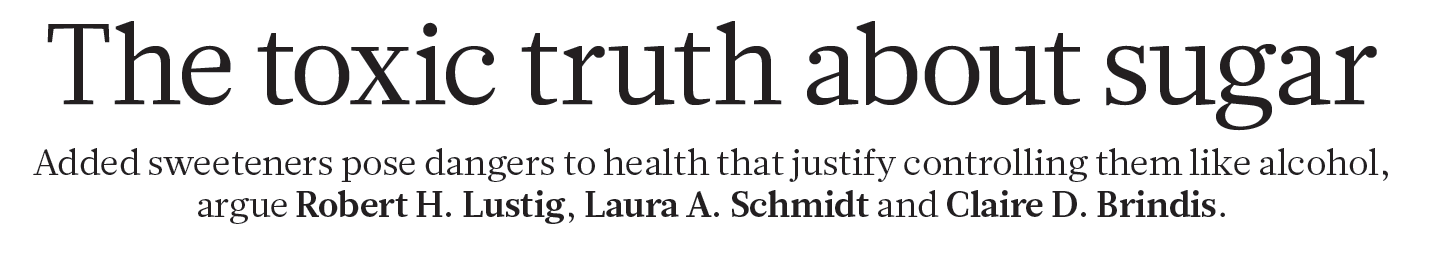 The toxic truth about sugar
Added sweeteners pose dangers to health that justify controlling them like alcohol,
argue Robert H. Lustig, Laura A. Schmidt and Claire D. Brindis.